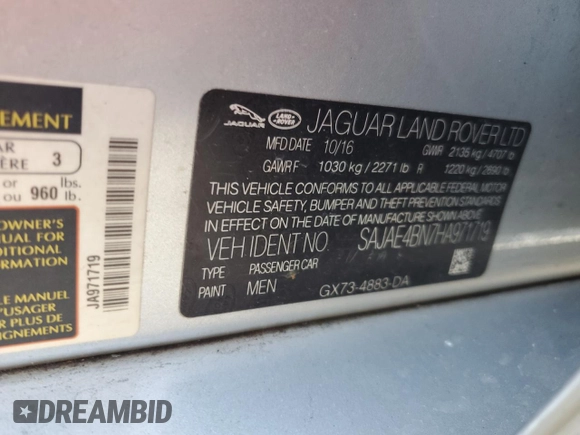 EMENT
AR
ÈRE 3
or lbs.
ou 960 lb.
OWNER'S
NUAL FOR
DITIONAL
RMATION
LE MANUEL
'USAGER
R PLUS DE
IGNEMENTS
JA971719
JAGUAR LAND-ROVER JAGUAR LAND ROVER LTD
MFD DATE 10/16 GWR 2135 kg / 4707 lb
GAWR F 1030 kg / 2271 lb R 1220 kg / 2690 lb
THIS VEHICLE CONFORMS TO ALL APPLICABLE FEDERAL MOTOR
VEHICLE SAFETY, BUMPER AND THEFT PREVENTION STANDARDS
IN EFFECT ON THE DATE OF MANUFACTURE SHOWN ABOVE
VEH IDENT NO. SAJAE4BN7HA971719
TYPE PASSENGER CAR
PAINT MEN GX73-4883-DA
DREAMBID